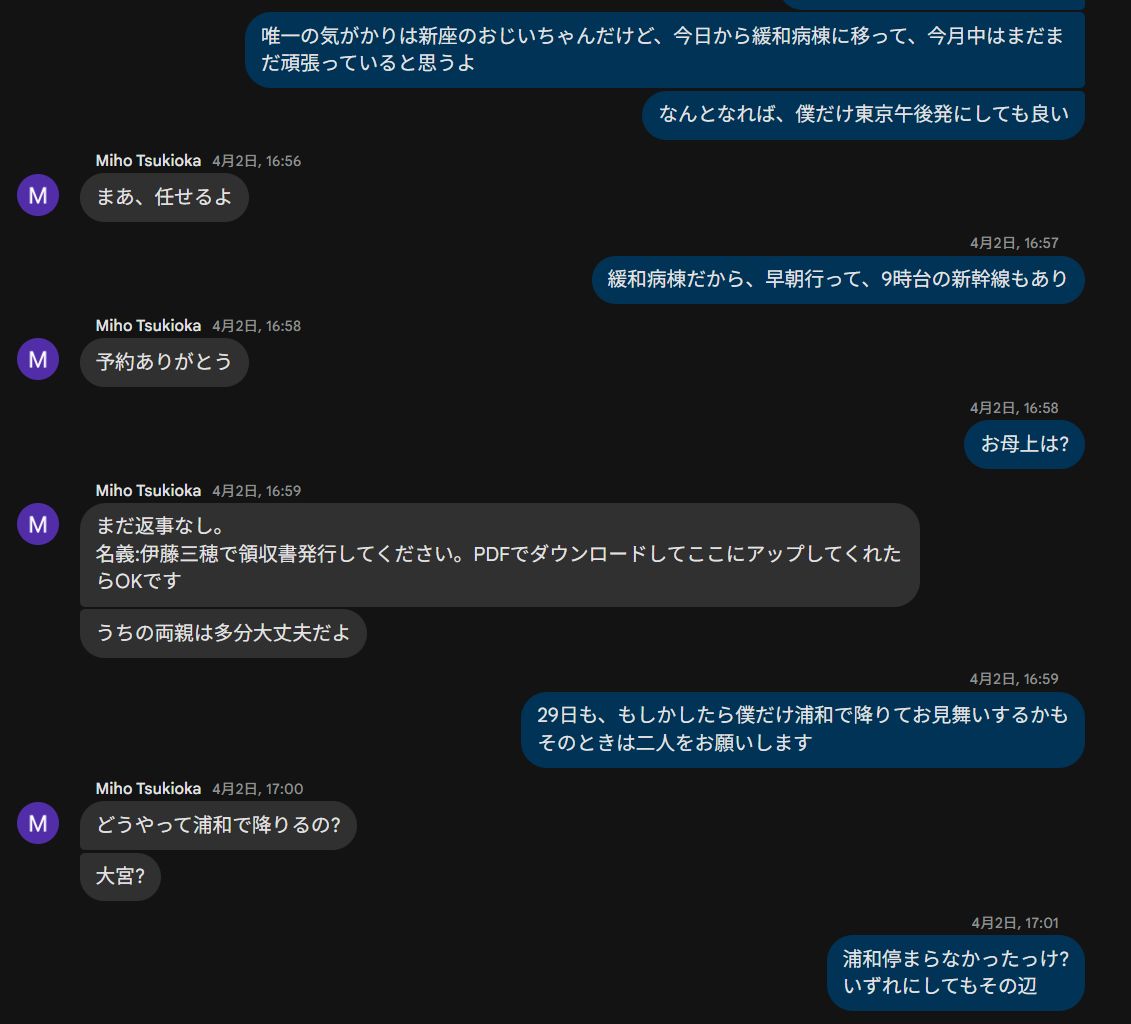 唯一の気がかりは新座のおじいちゃんだけど、今日から緩和病棟に移って、今月中はまだま
だ頑張っていると思うよ
なんとなれば、僕だけ東京午後発にしても良い
Miho Tsukioka 4月2日, 16:56
M
まあ、任せるよ
4月2日, 16:57
緩和病棟だから、早朝行って、9時台の新幹線もあり
Miho Tsukioka 4月2日, 16:58
M
予約ありがとう
4月2日, 16:58
お母上は?
Miho Tsukioka 4月2日, 16:59
M
まだ返事なし。
名義:伊藤三穂で領収書発行してください。PDFでダウンロードしてここにアップしてくれた
らOKです
うちの両親は多分大丈夫だよ
4月2日, 16:59
29日も、もしかしたら僕だけ浦和で降りてお見舞いするかも
そのときは二人をお願いします
Miho Tsukioka 4月2日, 17:00
M
どうやって浦和で降りるの?
大宮?
4月2日, 17:01
浦和停まらなかったっけ?
いずれにしてもその辺